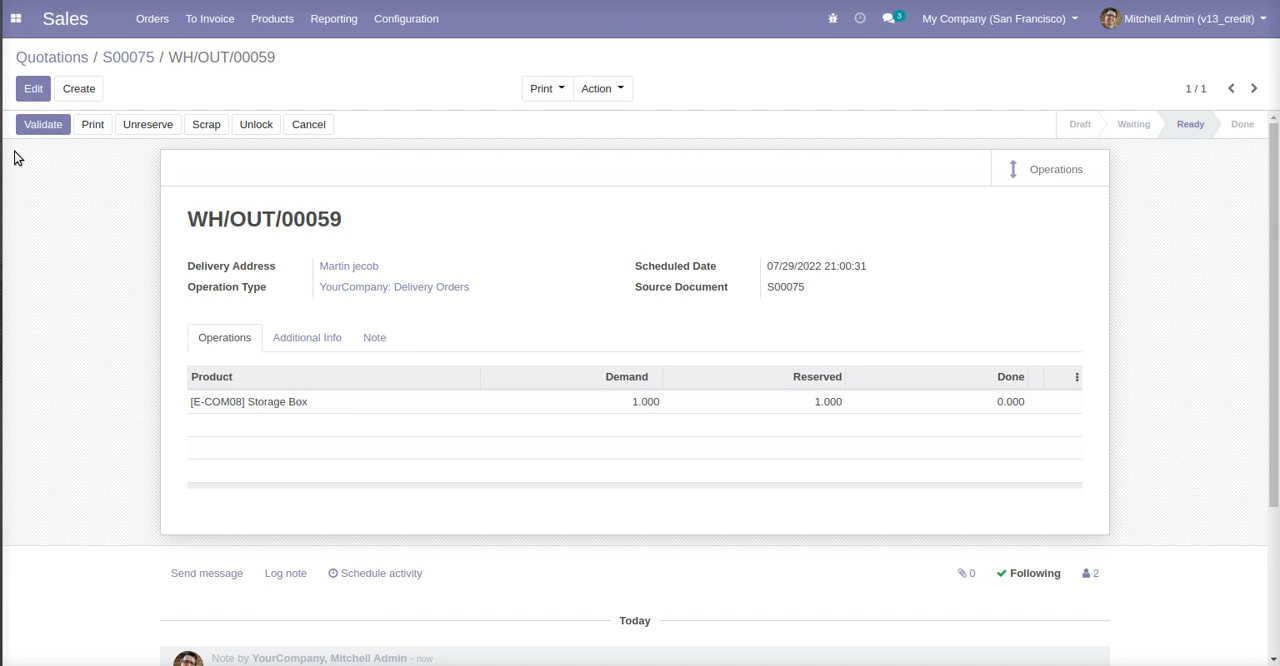 Sales Orders To Invoice Products Reporting Configuration 3 My Company (San Francisco) Mitchell Admin (v13_credit)
Quotations / S00075 / WH/OUT/00059
Edit Create Print Action 1 / 1
Validate Print Unreserve Scrap Unlock Cancel Draft Waiting Ready Done
Operations
WH/OUT/00059
Delivery Address Martin jecob Scheduled Date 07/29/2022 21:00:31
Operation Type YourCompany: Delivery Orders Source Document S00075
Operations Additional Info Note
Product Demand Reserved Done
[E-COM08] Storage Box 1.000 1.000 0.000
Send message Log note Schedule activity 0 Following 2
Today
Note by YourCompany, Mitchell Admin - now